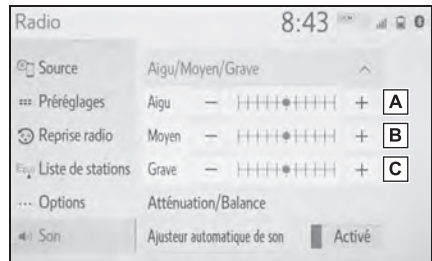 Radio 8:43 0
Source Aigu/Moyen/Grave
Préréglages Aigu − + A
Reprise radio Moyen − + B
Liste de stations Grave − + C
Options Atténuation/Balance
Son Ajusteur automatique de son Activé